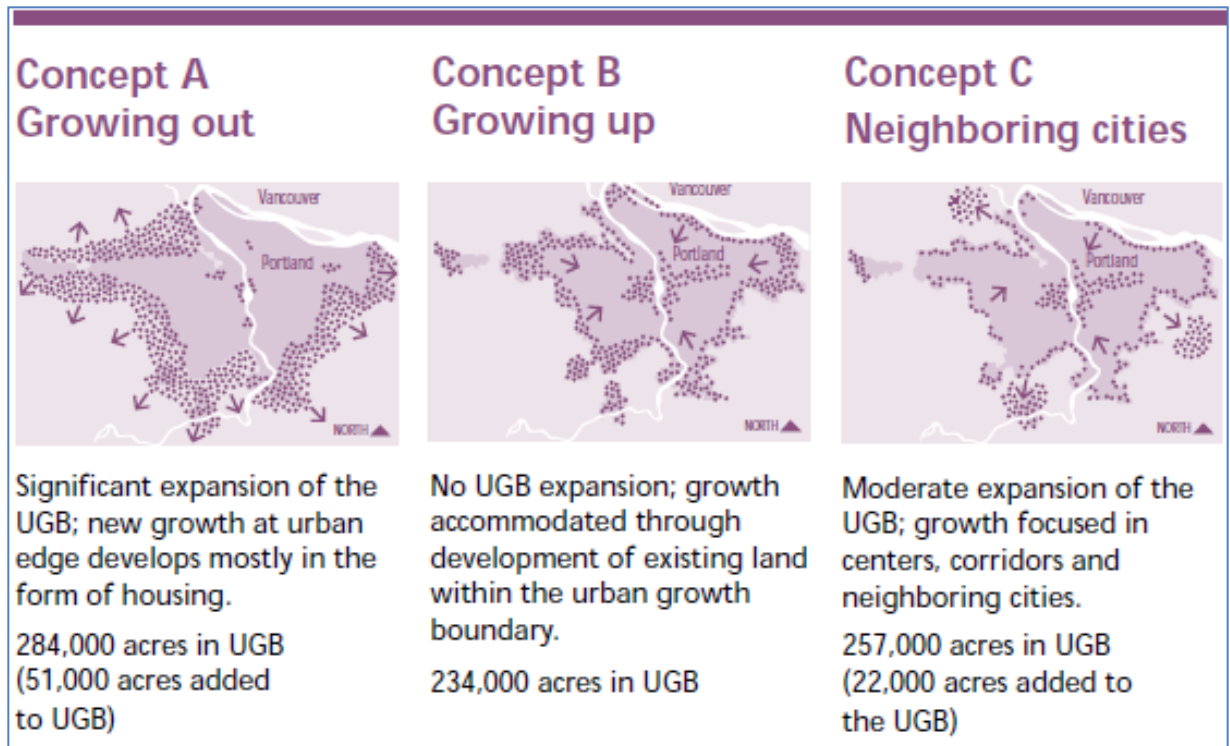 Concept A
Growing out
Vancouver
Portland
NORTH
Significant expansion of the
UGB; new growth at urban
edge develops mostly in the
form of housing.
284,000 acres in UGB
(51,000 acres added
to UGB)
Concept B
Growing up
Vancouver
Portland
NORTH
No UGB expansion; growth
accommodated through
development of existing land
within the urban growth
boundary.
234,000 acres in UGB
Concept C
Neighboring cities
Vancouver
Portland
NORTH
Moderate expansion of the
UGB; growth focused in
centers, corridors and
neighboring cities.
257,000 acres in UGB
(22,000 acres added to
the UGB)